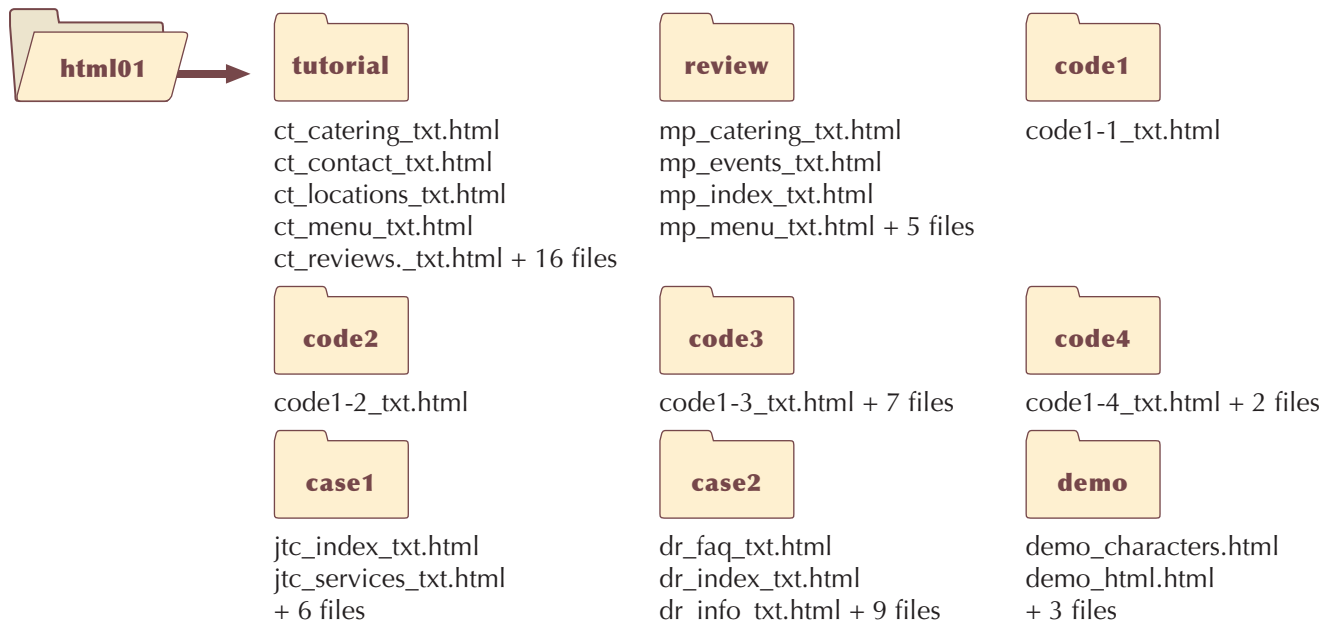 html01
tutorial
ct_catering_txt.html
ct_contact_txt.html
ct_locations_txt.html
ct_menu_txt.html
ct_reviews._txt.html + 16 files
review
mp_catering_txt.html
mp_events_txt.html
mp_index_txt.html
mp_menu_txt.html + 5 files
code1
code1-1_txt.html
code2
code1-2_txt.html
code3
code1-3_txt.html + 7 files
code4
code1-4_txt.html + 2 files
case1
jtc_index_txt.html
jtc_services_txt.html
+ 6 files
case2
dr_faq_txt.html
dr_index_txt.html
dr_info_txt.html + 9 files
demo
demo_characters.html
demo_html.html
+ 3 files